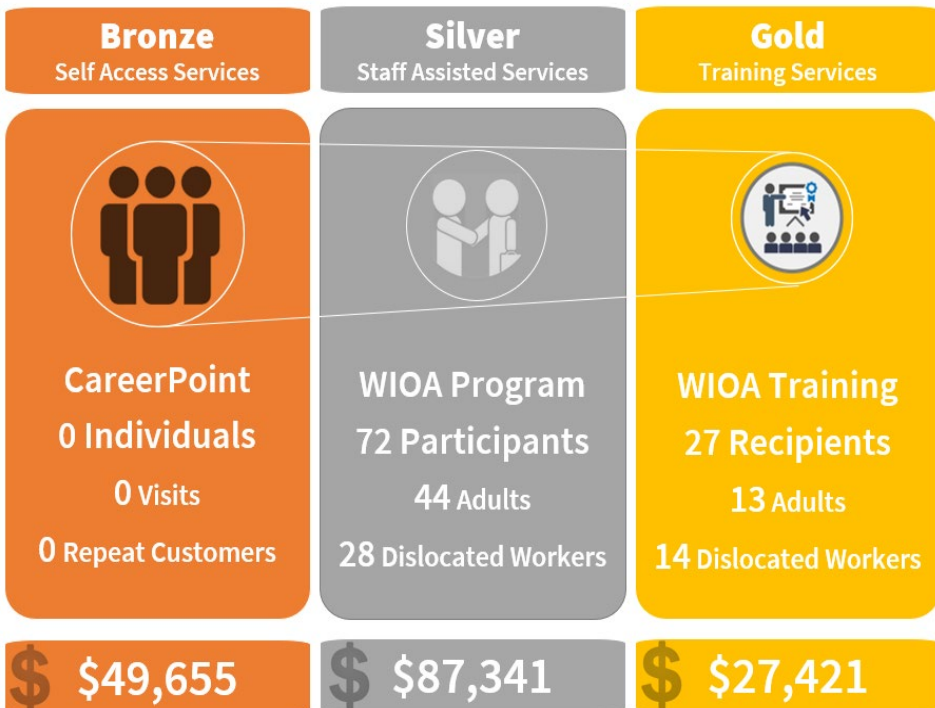 Bronze
Self Access Services
CareerPoint
0 Individuals
0 Visits
0 Repeat Customers
$ $49,655
Silver
Staff Assisted Services
WIOA Program
72 Participants
44 Adults
28 Dislocated Workers
$ $87,341
Gold
Training Services
WIOA Training
27 Recipients
13 Adults
14 Dislocated Workers
$ $27,421